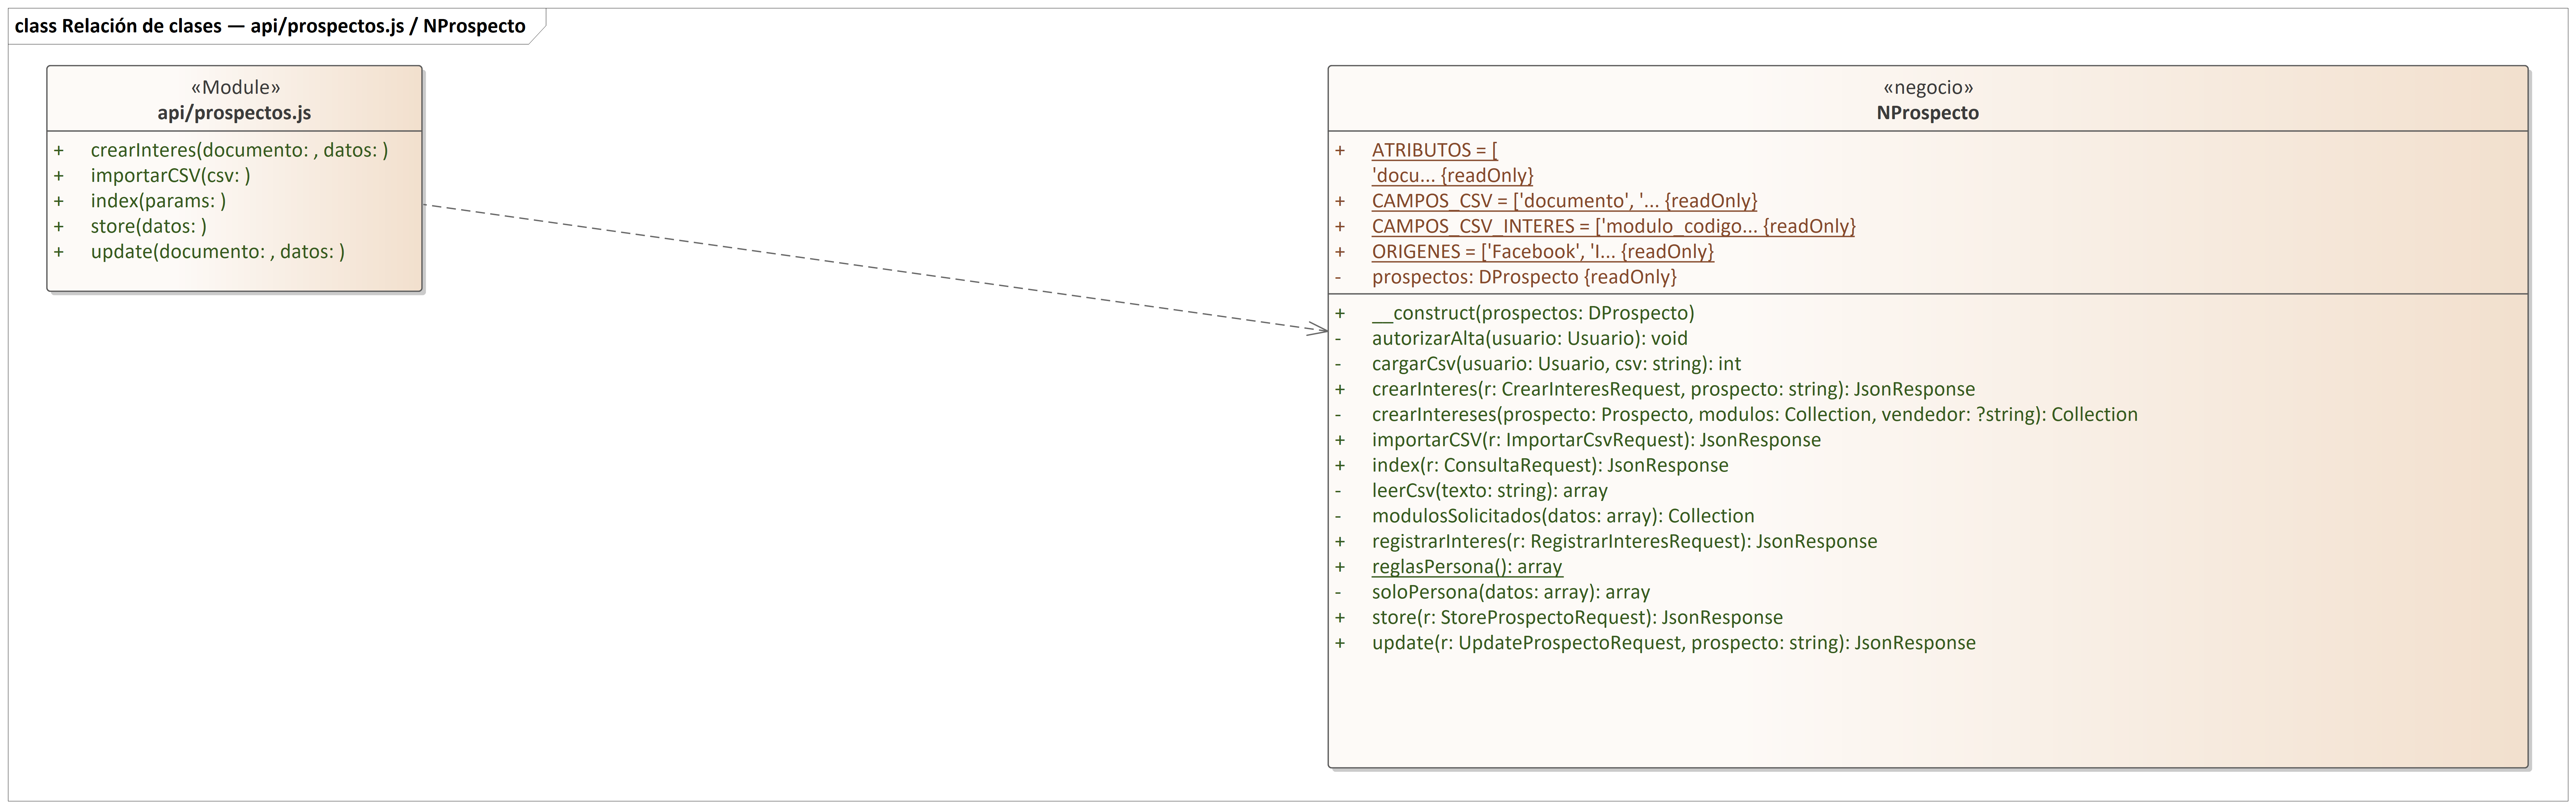 class Relación de clases — api/prospectos.js / NProspecto
«Module»
api/prospectos.js
+ crearInteres(documento: , datos: )
+ importarCSV(csv: )
+ index(params: )
+ store(datos: )
+ update(documento: , datos: )
«negocio»
NProspecto
+ ATRIBUTOS = [
'docu... {readOnly}
+ CAMPOS_CSV = ['documento', '... {readOnly}
+ CAMPOS_CSV_INTERES = ['modulo_codigo... {readOnly}
+ ORIGENES = ['Facebook', 'I... {readOnly}
- prospectos: DProspecto {readOnly}
+ __construct(prospectos: DProspecto)
- autorizarAlta(usuario: Usuario): void
- cargarCsv(usuario: Usuario, csv: string): int
+ crearInteres(r: CrearInteresRequest, prospecto: string): JsonResponse
- crearIntereses(prospecto: Prospecto, modulos: Collection, vendedor: ?string): Collection
+ importarCSV(r: ImportarCsvRequest): JsonResponse
+ index(r: ConsultaRequest): JsonResponse
- leerCsv(texto: string): array
- modulosSolicitados(datos: array): Collection
+ registrarInteres(r: RegistrarInteresRequest): JsonResponse
+ reglasPersona(): array
- soloPersona(datos: array): array
+ store(r: StoreProspectoRequest): JsonResponse
+ update(r: UpdateProspectoRequest, prospecto: string): JsonResponse